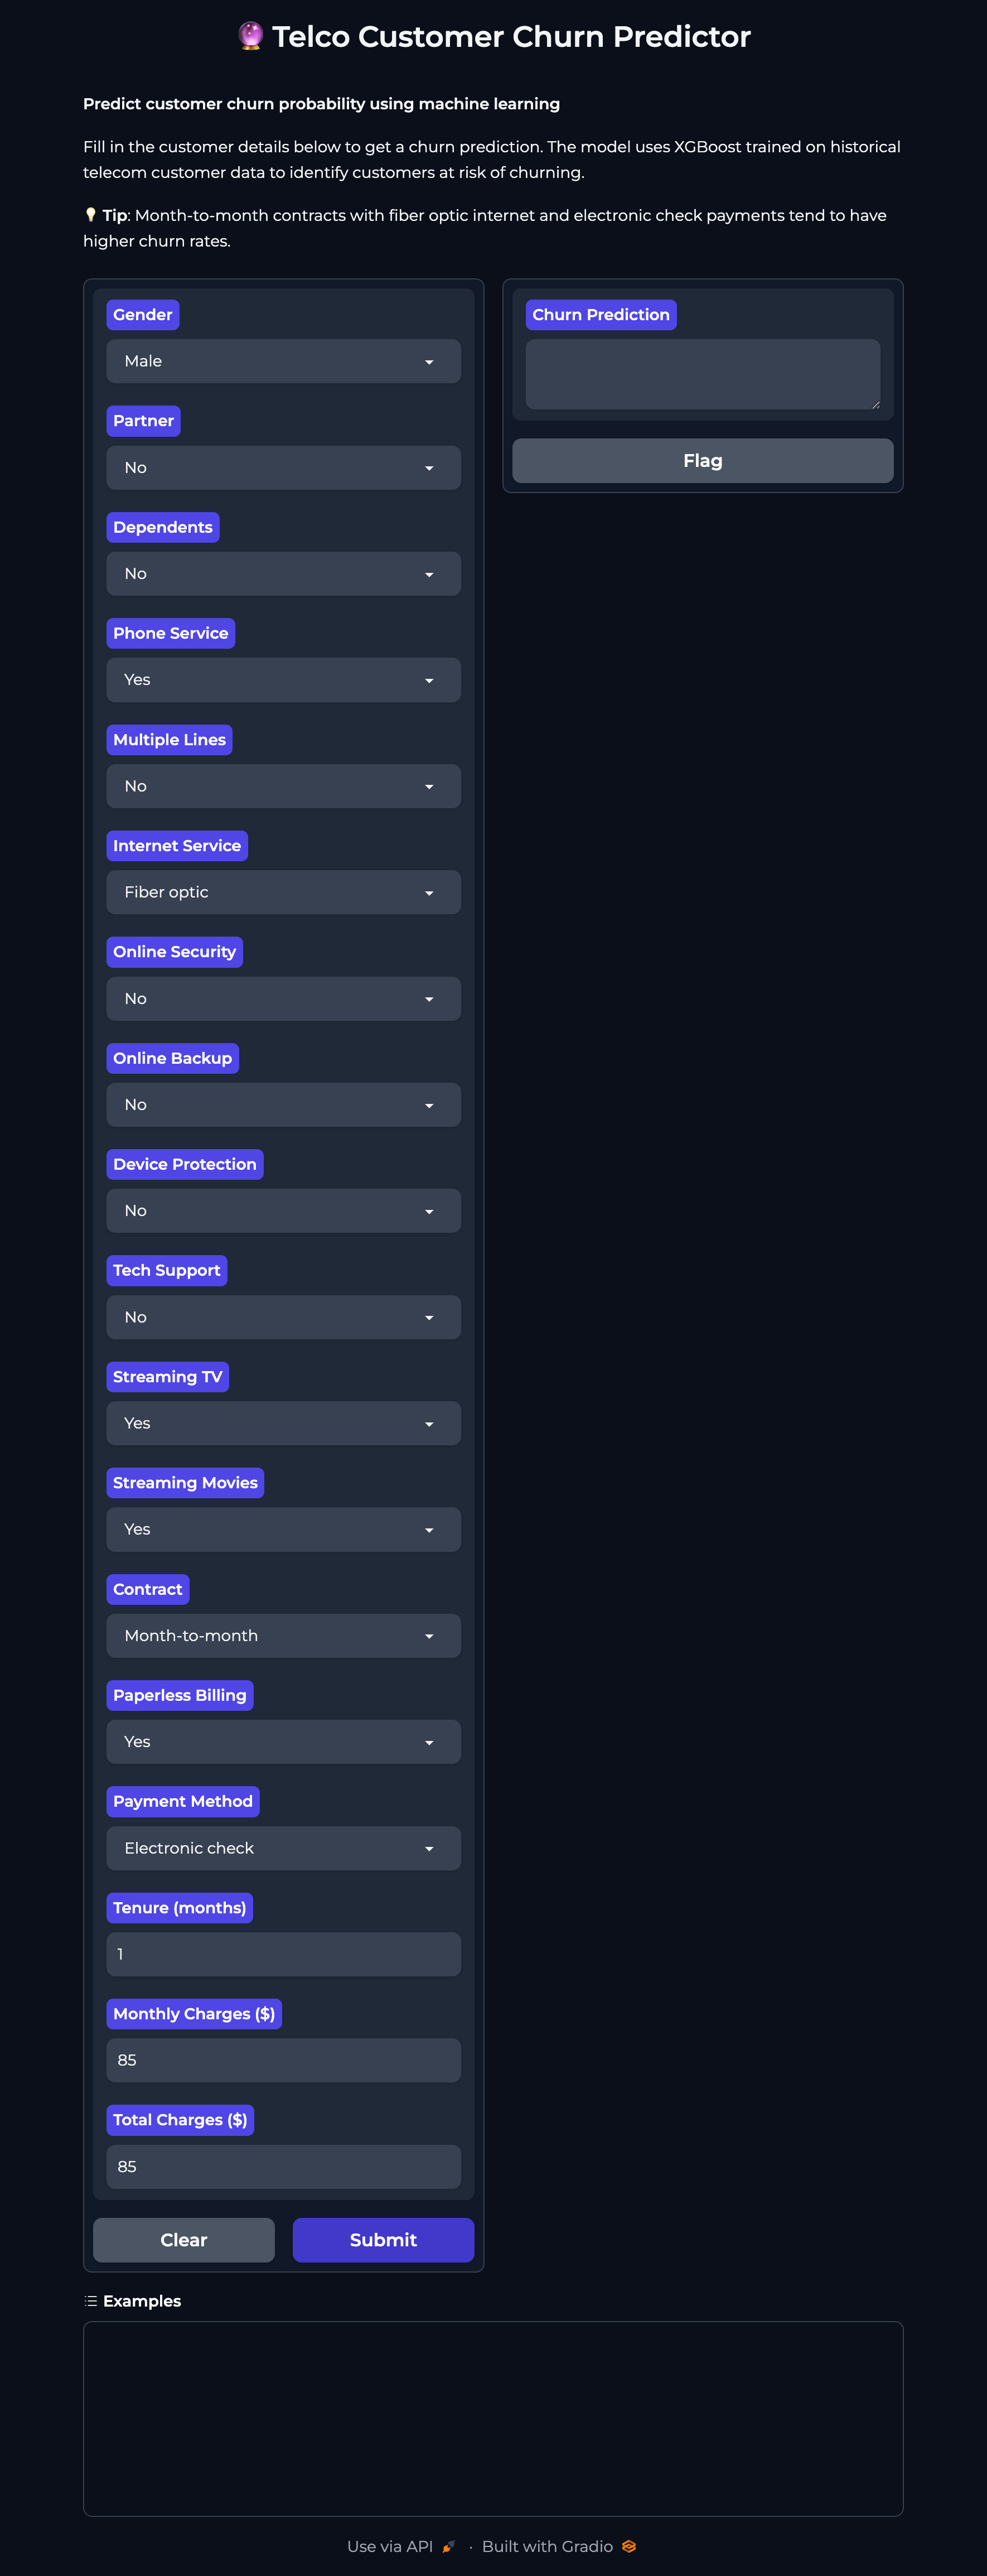 🔮 Telco Customer Churn Predictor
Predict customer churn probability using machine learning
Fill in the customer details below to get a churn prediction. The model uses XGBoost trained on historical
telecom customer data to identify customers at risk of churning.
💡 Tip: Month-to-month contracts with fiber optic internet and electronic check payments tend to have
higher churn rates.
Gender
Male
Partner
No
Dependents
No
Phone Service
Yes
Multiple Lines
No
Internet Service
Fiber optic
Online Security
No
Online Backup
No
Device Protection
No
Tech Support
No
Streaming TV
Yes
Streaming Movies
Yes
Contract
Month-to-month
Paperless Billing
Yes
Payment Method
Electronic check
Tenure (months)
1
Monthly Charges ($)
85
Total Charges ($)
85
Clear
Submit
Churn Prediction
Flag
Examples
Use via API · Built with Gradio